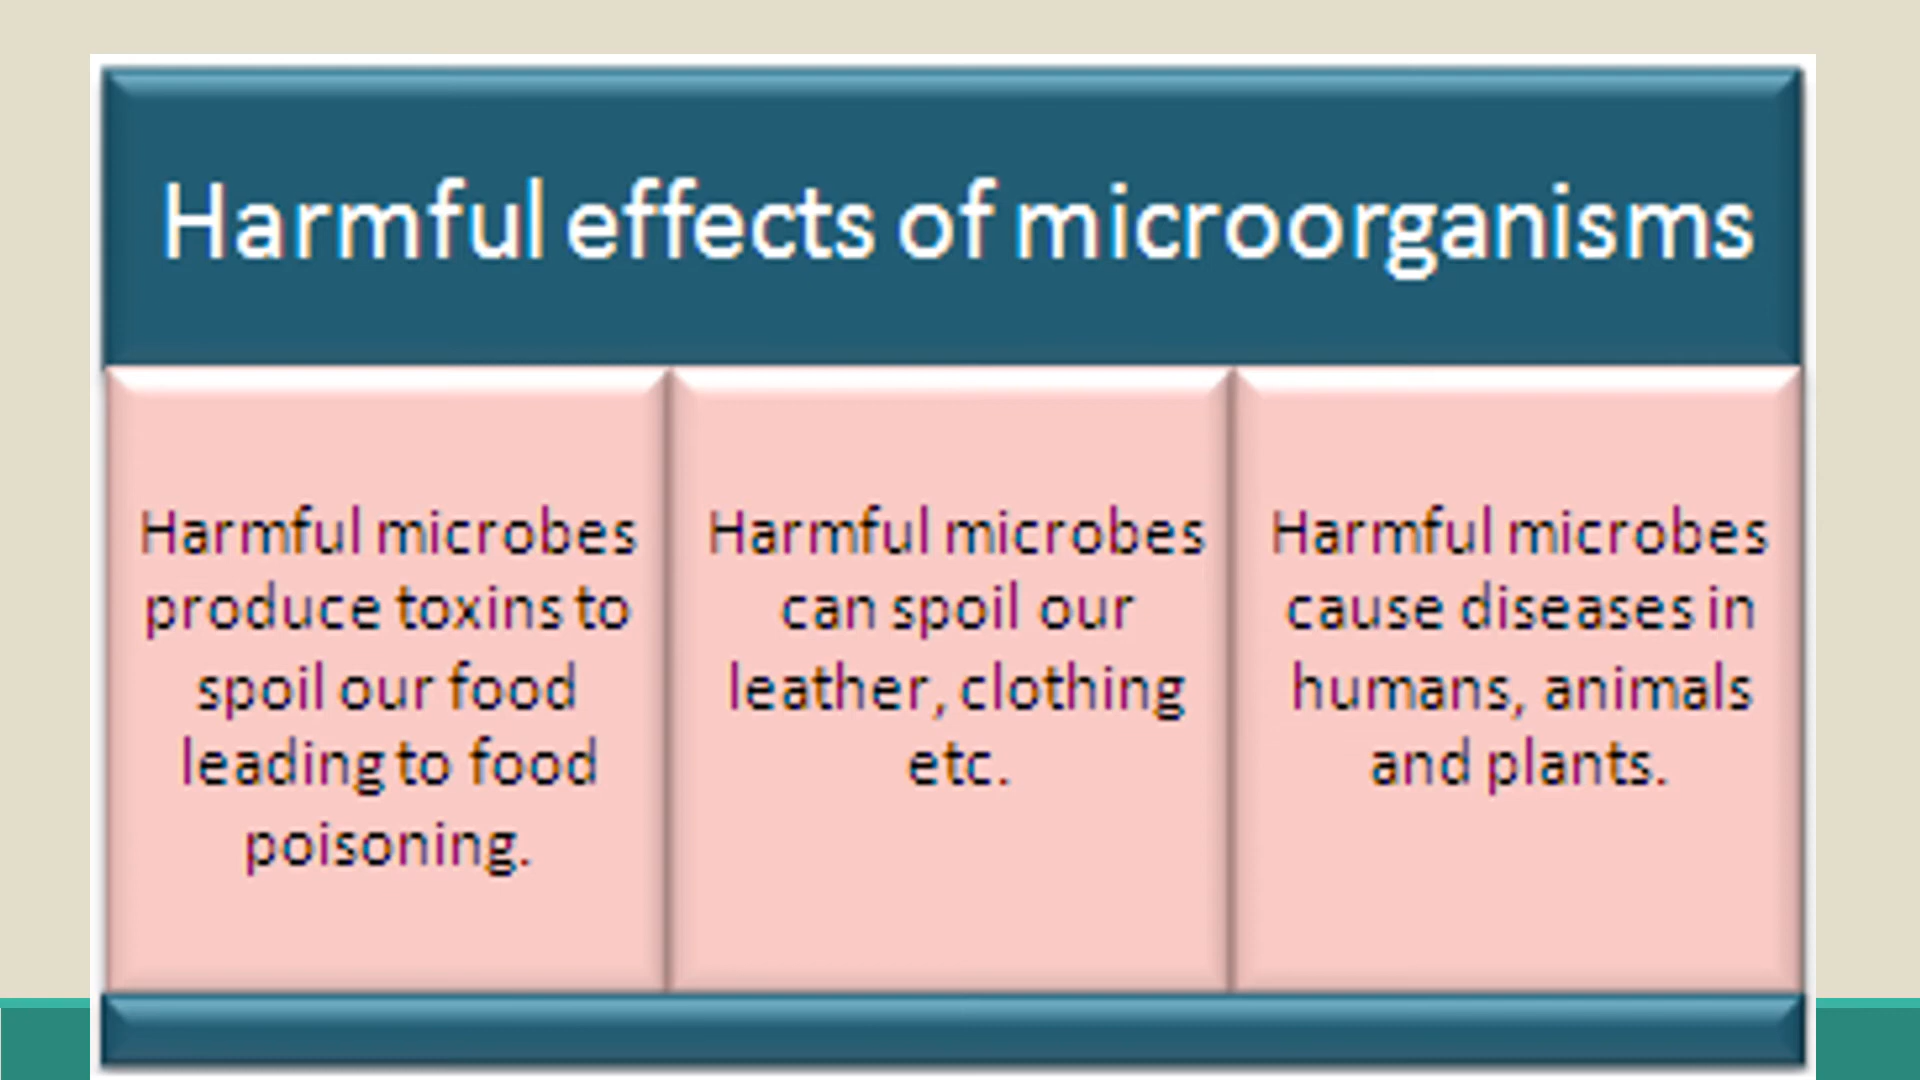 Harmful effects of microorganisms
Harmful microbes
produce toxins to
spoil our food
leading to food
poisoning.
Harmful microbes
can spoil our
leather, clothing
etc.
Harmful microbes
cause diseases in
humans, animals
and plants.